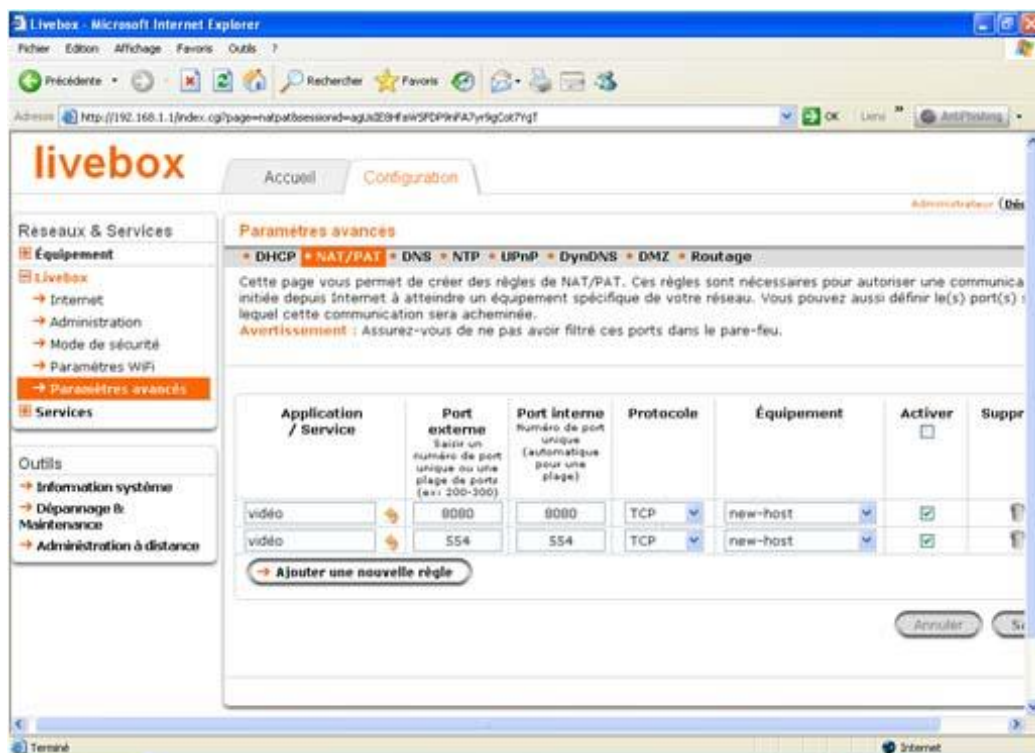 Livebox - Microsoft Internet Explorer
Fichier Edition Affichage Favoris Outils ?
Précédente Rechercher Favoris
Adresse OK Liens AntiPhishing
livebox
Accueil Configuration
Administrateur (Dés
Réseaux & Services
Équipement
Livebox
Internet
Administration
Mode de sécurité
Paramètres WiFi
Paramètres avancés
Services
Outils
Information système
Dépannage &
Maintenance
Administration à distance
Paramètres avancés
DHCP NAT/PAT DNS NTP UPnP DynDNS DMZ Routage
Cette page vous permet de créer des règles de NAT/PAT. Ces règles sont nécessaires pour autoriser une communica
initiée depuis Internet à atteindre un équipement spécifique de votre réseau. Vous pouvez aussi définir le(s) port(s)
lequel cette communication sera acheminée.
Avertissement : Assurez-vous de ne pas avoir filtré ces ports dans le pare-feu.
Application / Service
Port externe
Saisir un numéro de port unique ou une plage de ports (ex: 200-300)
Port interne
Numéro de port unique (automatique pour une plage)
Protocole
Équipement
Activer
Suppr
vidéo 8080 8080 TCP new-host
vidéo 554 554 TCP new-host
Ajouter une nouvelle règle
Annuler Sa
Terminé Internet